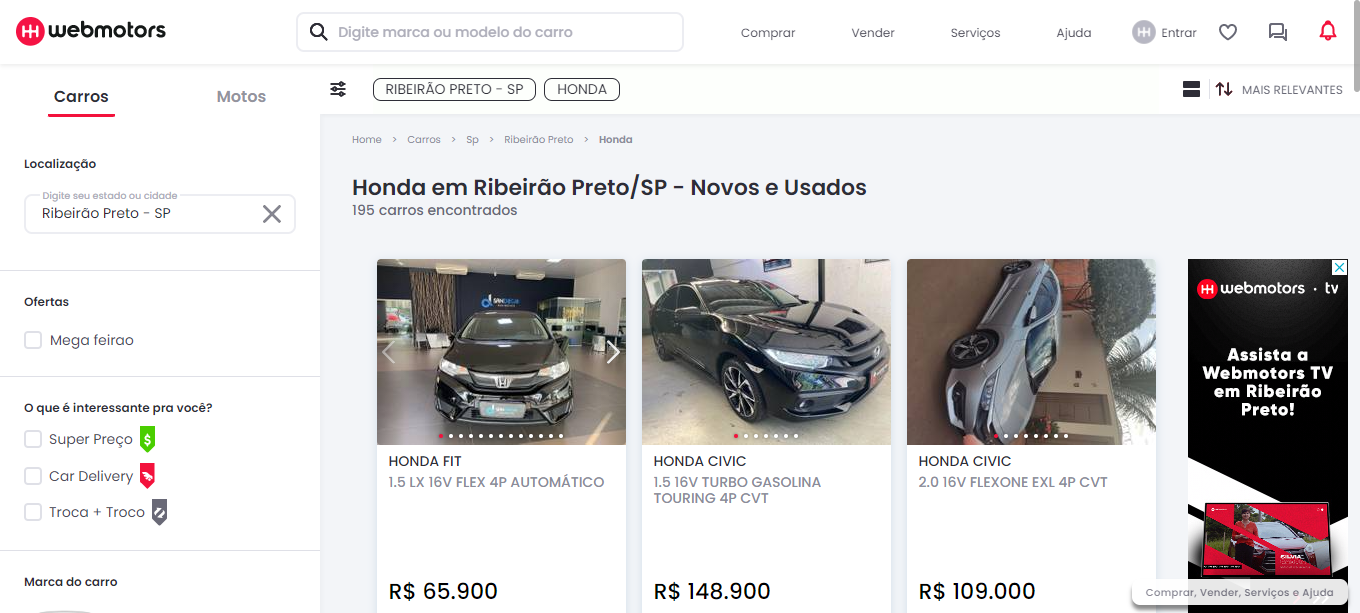 webmotors
Digite marca ou modelo do carro
Comprar
Vender
Serviços
Ajuda
Entrar
Carros
Motos
RIBEIRÃO PRETO - SP
HONDA
MAIS RELEVANTES
Localização
Digite seu estado ou cidade
Ribeirão Preto - SP
Ofertas
Mega feirao
O que é interessante pra você?
Super Preço
Car Delivery
Troca + Troco
Marca do carro
Home > Carros > Sp > Ribeirão Preto > Honda
Honda em Ribeirão Preto/SP - Novos e Usados
195 carros encontrados
HONDA FIT
1.5 LX 16V FLEX 4P AUTOMÁTICO
R$ 65.900
HONDA CIVIC
1.5 16V TURBO GASOLINA
TOURING 4P CVT
R$ 148.900
HONDA CIVIC
2.0 16V FLEXONE EXL 4P CVT
R$ 109.000
webmotors · tv
Assista a
Webmotors TV
em Ribeirão
Preto!
Comprar, Vender, Serviços e Ajuda